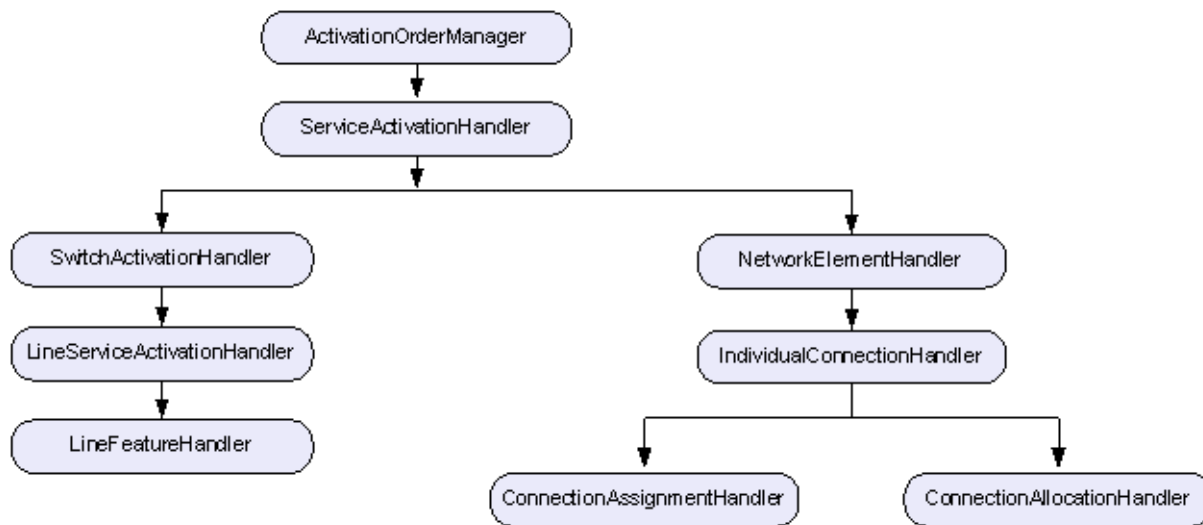 ActivationOrderManager
ServiceActivationHandler
SwitchActivationHandler
NetworkElementHandler
LineServiceActivationHandler
IndividualConnectionHandler
LineFeatureHandler
ConnectionAssignmentHandler
ConnectionAllocationHandler